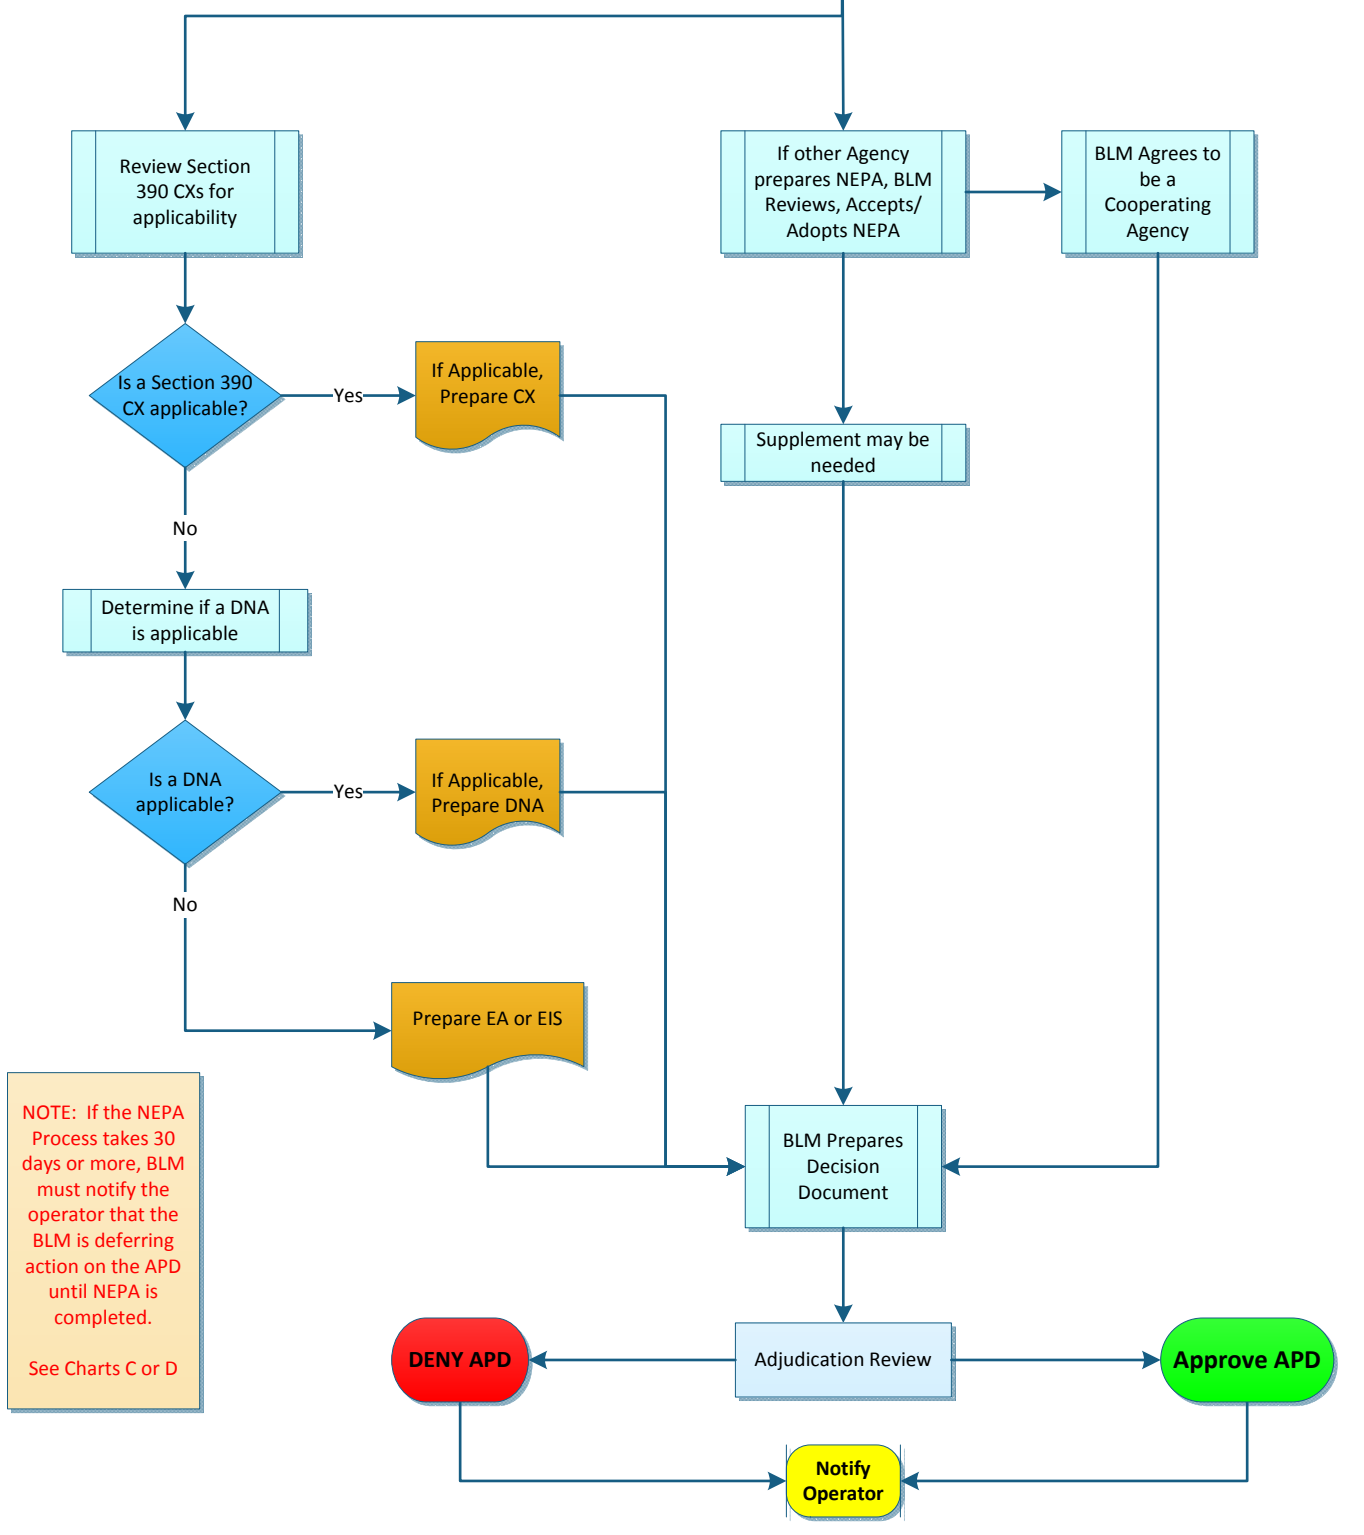 Review Section
390 CXs for
applicability
If other Agency
prepares NEPA, BLM
Reviews, Accepts/
Adopts NEPA
BLM Agrees to
be a
Cooperating
Agency
Is a Section 390
CX applicable?
Yes
If Applicable,
Prepare CX
Supplement may be
needed
No
Determine if a DNA
is applicable
Is a DNA
applicable?
Yes
If Applicable,
Prepare DNA
No
Prepare EA or EIS
NOTE:  If the NEPA
Process takes 30
days or more, BLM
must notify the
operator that the
BLM is deferring
action on the APD
until NEPA is
completed.
See Charts C or D
BLM Prepares
Decision
Document
DENY APD
Adjudication Review
Approve APD
Notify
Operator